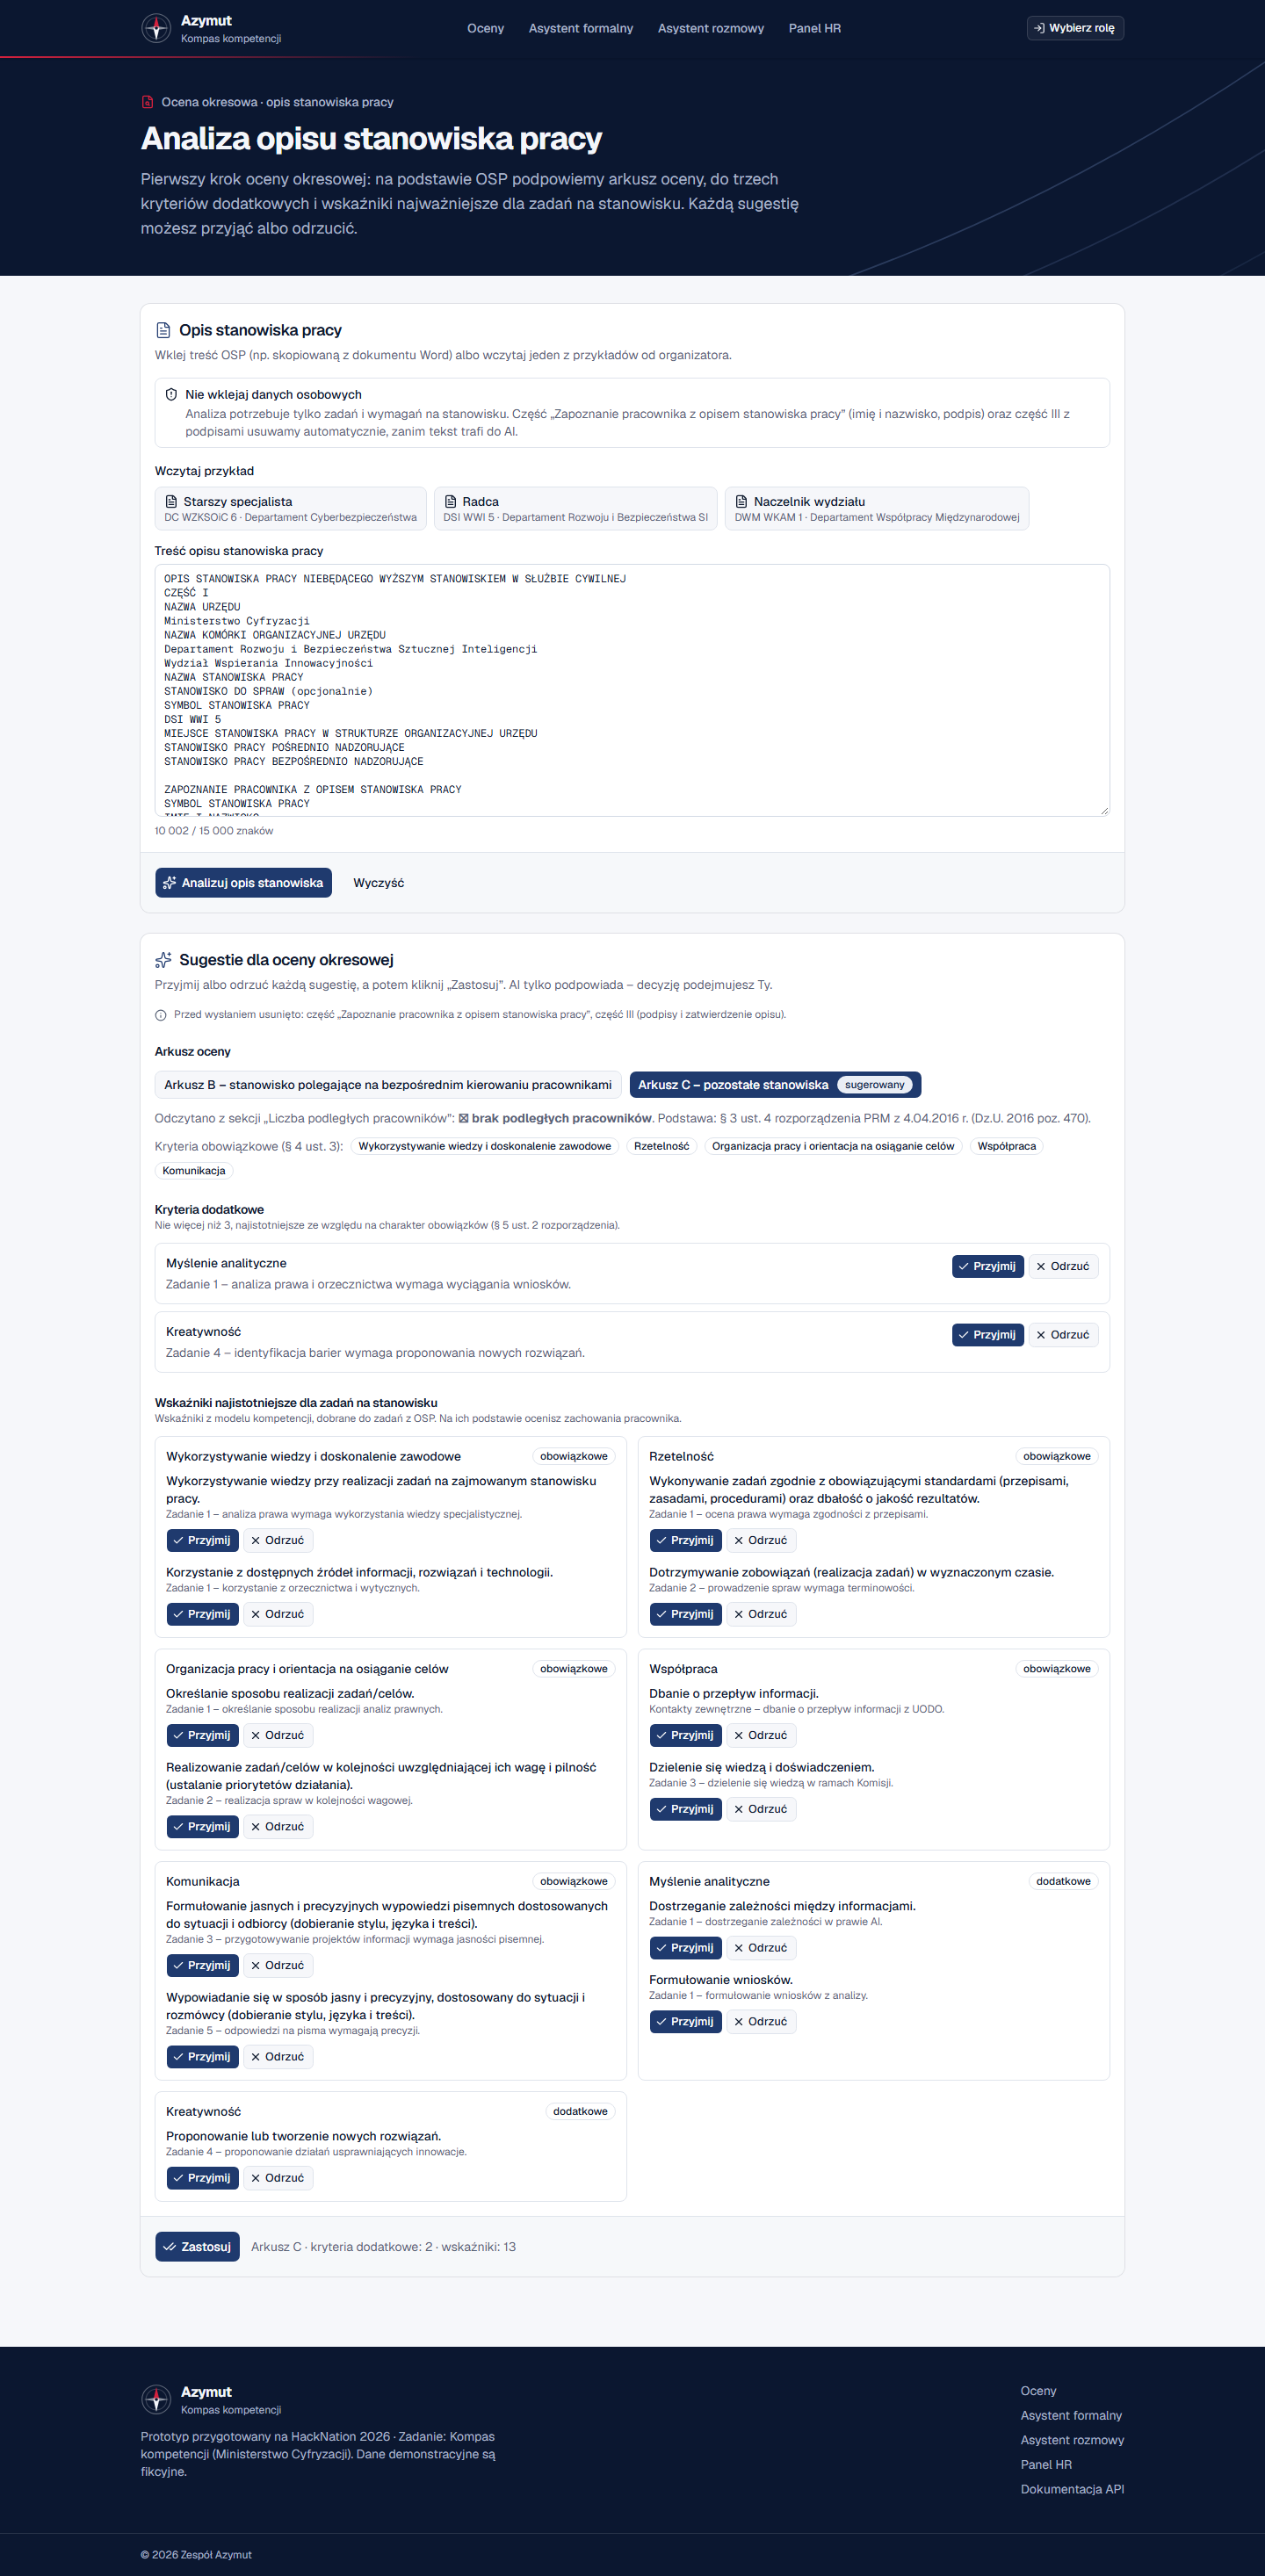 Azymut
Kompas kompetencji
Oceny
Asystent formalny
Asystent rozmowy
Panel HR
Wybierz rolę
Ocena okresowa · opis stanowiska pracy
Analiza opisu stanowiska pracy
Pierwszy krok oceny okresowej: na podstawie OSP podpowiemy arkusz oceny, do trzech
kryteriów dodatkowych i wskaźniki najważniejsze dla zadań na stanowisku. Każdą sugestię
możesz przyjąć albo odrzucić.
Opis stanowiska pracy
Wklej treść OSP (np. skopiowaną z dokumentu Word) albo wczytaj jeden z przykładów od organizatora.
Nie wklejaj danych osobowych
Analiza potrzebuje tylko zadań i wymagań na stanowisku. Część „Zapoznanie pracownika z opisem stanowiska pracy” (imię i nazwisko, podpis) oraz część III z
podpisami usuwamy automatycznie, zanim tekst trafi do AI.
Wczytaj przykład
Starszy specjalista
DC WZKSOiC 6 · Departament Cyberbezpieczeństwa
Radca
DSI WWI 5 · Departament Rozwoju i Bezpieczeństwa SI
Naczelnik wydziału
DWM WKAM 1 · Departament Współpracy Międzynarodowej
Treść opisu stanowiska pracy
OPIS STANOWISKA PRACY NIEBĘDĄCEGO WYŻSZYM STANOWISKIEM W SŁUŻBIE CYWILNEJ
CZĘŚĆ I
NAZWA URZĘDU
Ministerstwo Cyfryzacji
NAZWA KOMÓRKI ORGANIZACYJNEJ URZĘDU
Departament Rozwoju i Bezpieczeństwa Sztucznej Inteligencji
Wydział Wspierania Innowacyjności
NAZWA STANOWISKA PRACY
STANOWISKO DO SPRAW (opcjonalnie)
SYMBOL STANOWISKA PRACY
DSI WWI 5
MIEJSCE STANOWISKA PRACY W STRUKTURZE ORGANIZACYJNEJ URZĘDU
STANOWISKO PRACY POŚREDNIO NADZORUJĄCE
STANOWISKO PRACY BEZPOŚREDNIO NADZORUJĄCE
ZAPOZNANIE PRACOWNIKA Z OPISEM STANOWISKA PRACY
SYMBOL STANOWISKA PRACY
IMIĘ I NAZWISKO
10 002 / 15 000 znaków
Analizuj opis stanowiska
Wyczyść
Sugestie dla oceny okresowej
Przyjmij albo odrzuć każdą sugestię, a potem kliknij „Zastosuj”. AI tylko podpowiada – decyzję podejmujesz Ty.
Przed wysłaniem usunięto: część „Zapoznanie pracownika z opisem stanowiska pracy”, część III (podpisy i zatwierdzenie opisu).
Arkusz oceny
Arkusz B – stanowisko polegające na bezpośrednim kierowaniu pracownikami
Arkusz C – pozostałe stanowiska sugerowany
Odczytano z sekcji „Liczba podległych pracowników”: ☒ brak podległych pracowników. Podstawa: § 3 ust. 4 rozporządzenia PRM z 4.04.2016 r. (Dz.U. 2016 poz. 470).
Kryteria obowiązkowe (§ 4 ust. 3): Wykorzystywanie wiedzy i doskonalenie zawodowe Rzetelność Organizacja pracy i orientacja na osiąganie celów Współpraca
Komunikacja
Kryteria dodatkowe
Nie więcej niż 3, najistotniejsze ze względu na charakter obowiązków (§ 5 ust. 2 rozporządzenia).
Myślenie analityczne
Zadanie 1 – analiza prawa i orzecznictwa wymaga wyciągania wniosków.
Przyjmij Odrzuć
Kreatywność
Zadanie 4 – identyfikacja barier wymaga proponowania nowych rozwiązań.
Przyjmij Odrzuć
Wskaźniki najistotniejsze dla zadań na stanowisku
Wskaźniki z modelu kompetencji, dobrane do zadań z OSP. Na ich podstawie ocenisz zachowania pracownika.
Wykorzystywanie wiedzy i doskonalenie zawodowe obowiązkowe
Wykorzystywanie wiedzy przy realizacji zadań na zajmowanym stanowisku
pracy.
Zadanie 1 – analiza prawa wymaga wykorzystania wiedzy specjalistycznej.
Przyjmij Odrzuć
Korzystanie z dostępnych źródeł informacji, rozwiązań i technologii.
Zadanie 1 – korzystanie z orzecznictwa i wytycznych.
Przyjmij Odrzuć
Rzetelność obowiązkowe
Wykonywanie zadań zgodnie z obowiązującymi standardami (przepisami,
zasadami, procedurami) oraz dbałość o jakość rezultatów.
Zadanie 1 – ocena prawa wymaga zgodności z przepisami.
Przyjmij Odrzuć
Dotrzymywanie zobowiązań (realizacja zadań) w wyznaczonym czasie.
Zadanie 2 – prowadzenie spraw wymaga terminowości.
Przyjmij Odrzuć
Organizacja pracy i orientacja na osiąganie celów obowiązkowe
Określanie sposobu realizacji zadań/celów.
Zadanie 1 – określanie sposobu realizacji analiz prawnych.
Przyjmij Odrzuć
Realizowanie zadań/celów w kolejności uwzględniającej ich wagę i pilność
(ustalanie priorytetów działania).
Zadanie 2 – realizacja spraw w kolejności wagowej.
Przyjmij Odrzuć
Współpraca obowiązkowe
Dbanie o przepływ informacji.
Kontakty zewnętrzne – dbanie o przepływ informacji z UODO.
Przyjmij Odrzuć
Dzielenie się wiedzą i doświadczeniem.
Zadanie 3 – dzielenie się wiedzą w ramach Komisji.
Przyjmij Odrzuć
Komunikacja obowiązkowe
Formułowanie jasnych i precyzyjnych wypowiedzi pisemnych dostosowanych
do sytuacji i odbiorcy (dobieranie stylu, języka i treści).
Zadanie 3 – przygotowywanie projektów informacji wymaga jasności pisemnej.
Przyjmij Odrzuć
Wypowiadanie się w sposób jasny i precyzyjny, dostosowany do sytuacji i
rozmówcy (dobieranie stylu, języka i treści).
Zadanie 5 – odpowiedzi na pisma wymagają precyzji.
Przyjmij Odrzuć
Myślenie analityczne dodatkowe
Dostrzeganie zależności między informacjami.
Zadanie 1 – dostrzeganie zależności w prawie AI.
Przyjmij Odrzuć
Formułowanie wniosków.
Zadanie 1 – formułowanie wniosków z analizy.
Przyjmij Odrzuć
Kreatywność dodatkowe
Proponowanie lub tworzenie nowych rozwiązań.
Zadanie 4 – proponowanie działań usprawniających innowacje.
Przyjmij Odrzuć
Zastosuj
Arkusz C · kryteria dodatkowe: 2 · wskaźniki: 13
Azymut
Kompas kompetencji
Prototyp przygotowany na HackNation 2026 · Zadanie: Kompas
kompetencji (Ministerstwo Cyfryzacji). Dane demonstracyjne są
fikcyjne.
Oceny
Asystent formalny
Asystent rozmowy
Panel HR
Dokumentacja API
© 2026 Zespół Azymut